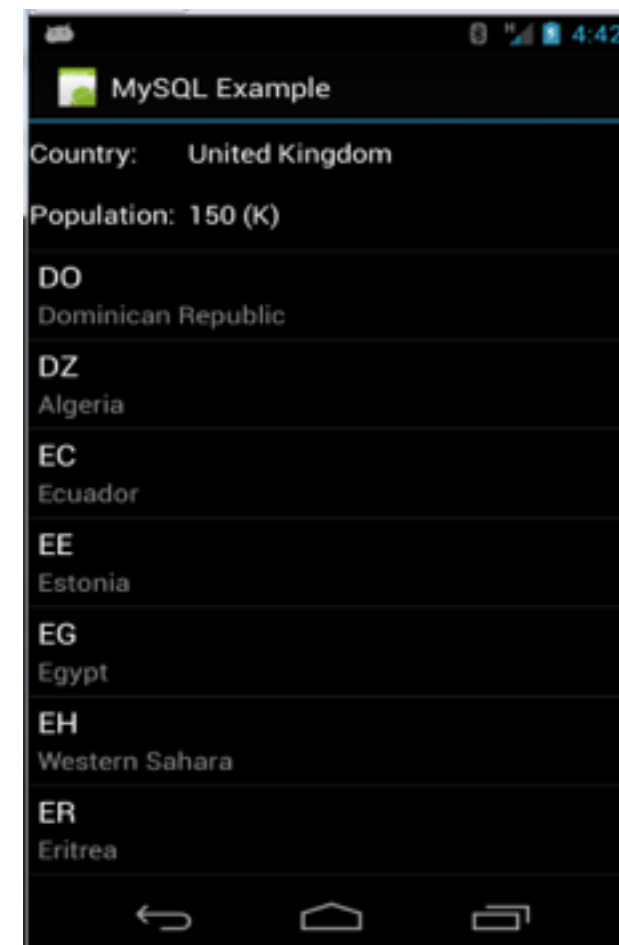 H 4:42
MySQL Example
Country: United Kingdom
Population: 150 (K)
DO
Dominican Republic
DZ
Algeria
EC
Ecuador
EE
Estonia
EG
Egypt
EH
Western Sahara
ER
Eritrea